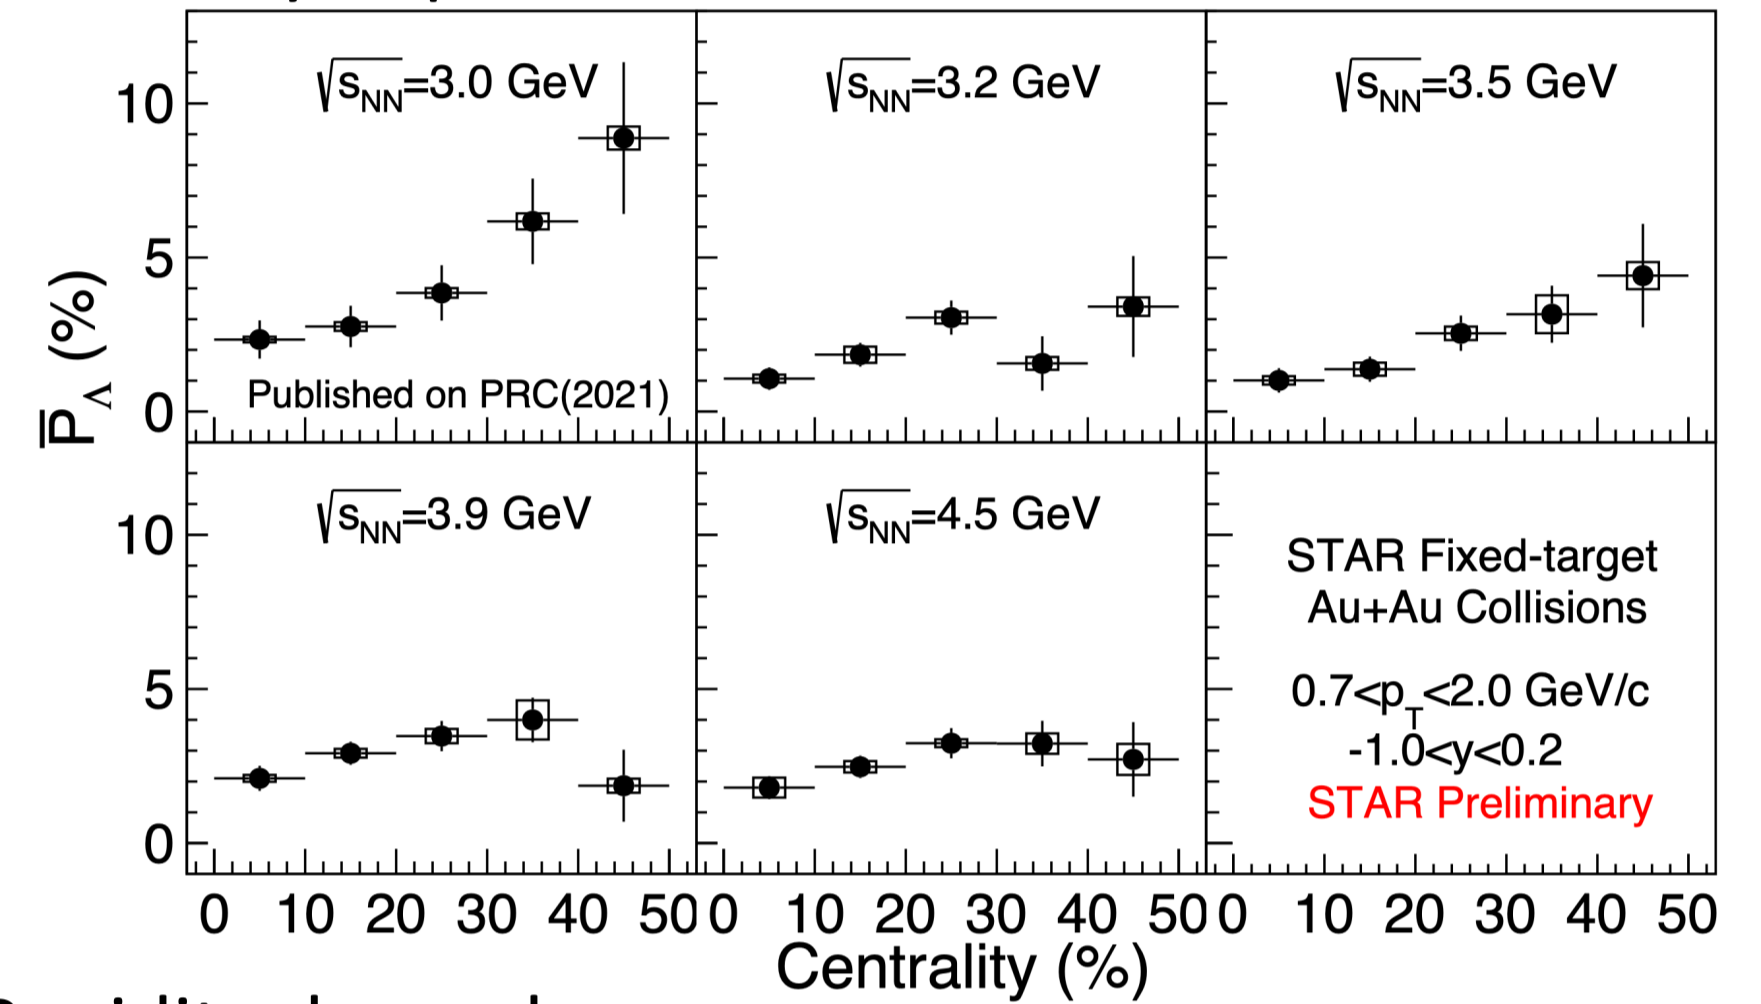 √sNN=3.0 GeV
√sNN=3.2 GeV
√sNN=3.5 GeV
10
5
0
P̅Λ (%)
Published on PRC(2021)
√sNN=3.9 GeV
√sNN=4.5 GeV
10
5
0
STAR Fixed-target
Au+Au Collisions
0.7<pT<2.0 GeV/c
-1.0<y<0.2
STAR Preliminary
0 10 20 30 40 50 0 10 20 30 40 50 0 10 20 30 40 50
Centrality (%)